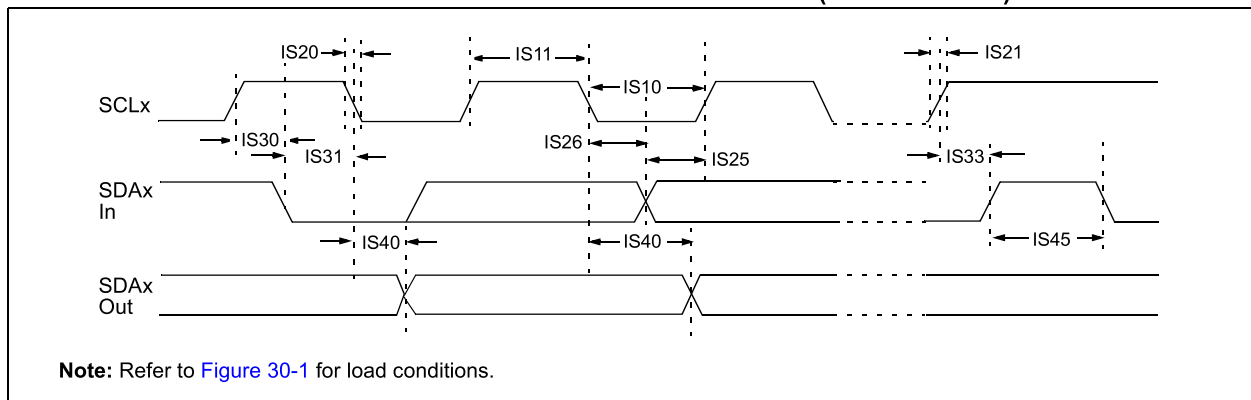 IS20
IS11
IS21
IS10
SCLx
IS30
IS26
IS31
IS25
IS33
SDAx
In
IS40
IS40
IS45
SDAx
Out
Note: Refer to Figure 30-1 for load conditions.